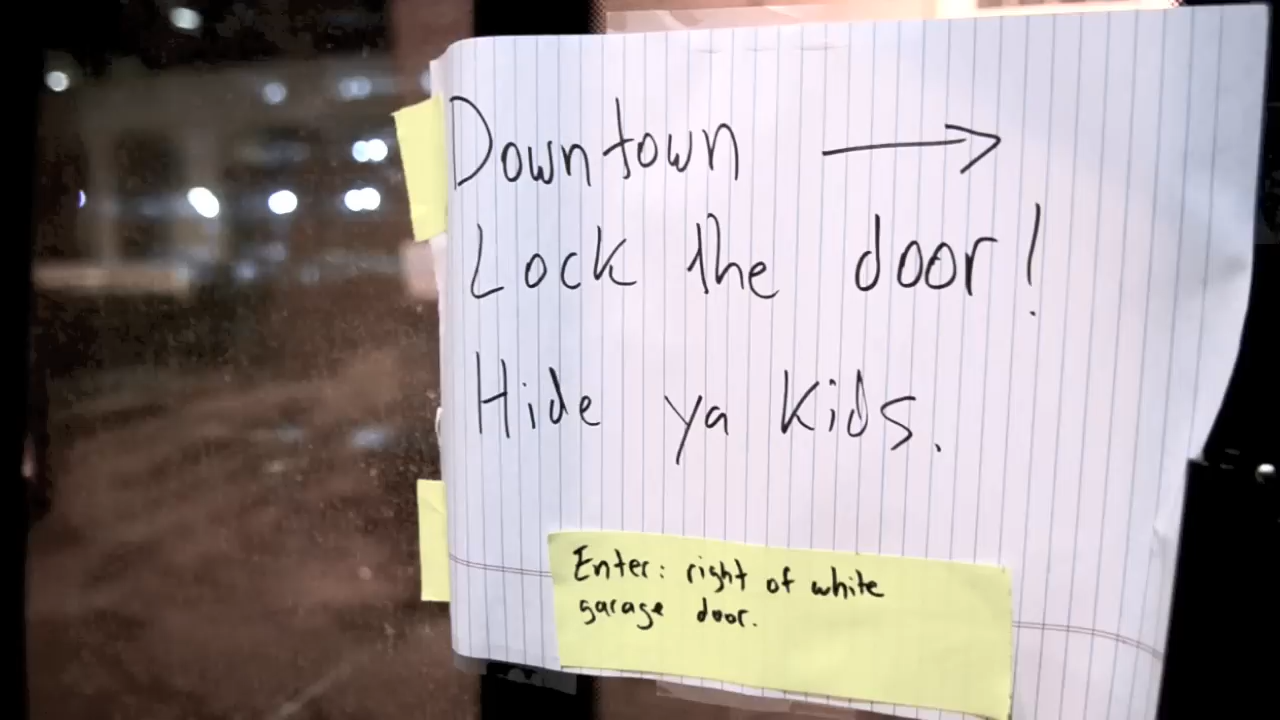 Downtown →
Lock the door!
Hide ya kids.
Enter: right of white
garage door.